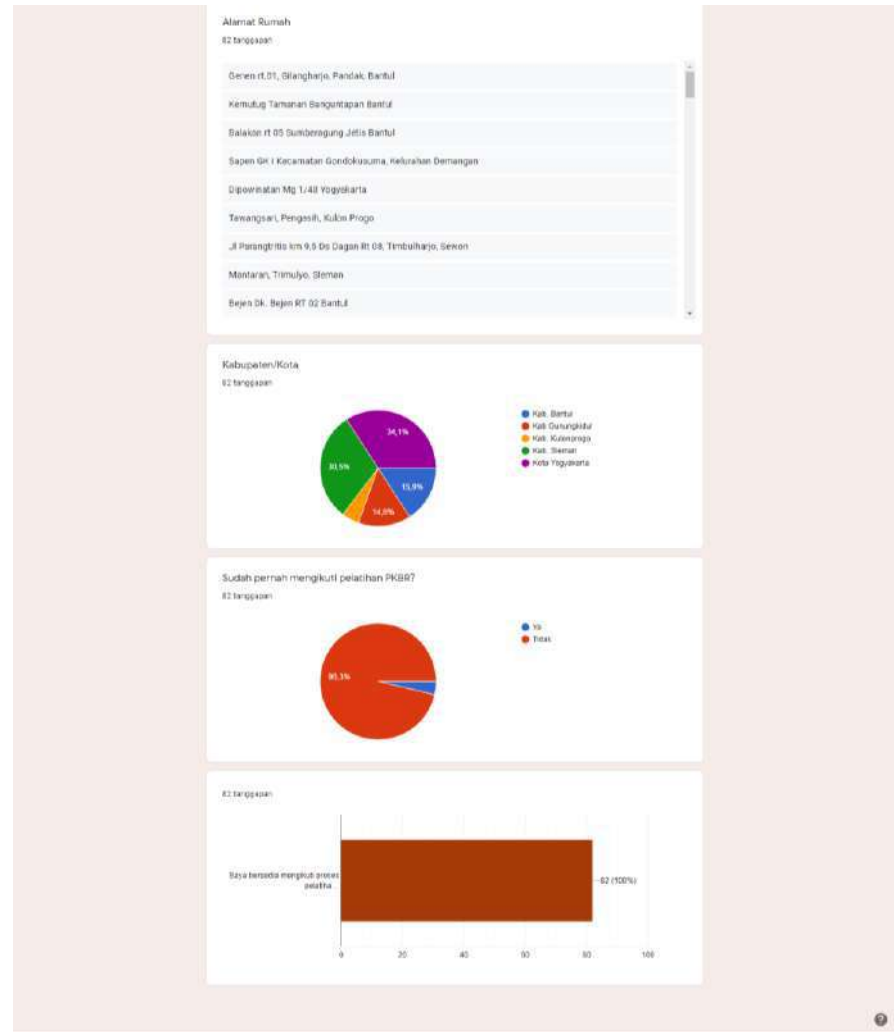 Alamat Rumah
82 tanggapan
Genen rt.01, Gilangharjo, Pandak, Bantul
Kemutug Tamanan Banguntapan Bantul
Balakan rt 05 Sumberagung Jetis Bantul
Sapen GK I Kecamatan Gondokusuma, Kelurahan Demangan
Dipowinatan Mg 1/48 Yogyakarta
Tawangsari, Pengasih, Kulon Progo
Jl Parangtritis km 9,5 Ds Dagan Rt 08, Timbulharjo, Sewon
Trimulyo, Sleman
Bejen Dk. Bejen RT 02 Bantul
Kabupaten/Kota
82 tanggapan
Kab. Bantul
Kab Gunungkidul
Kab. Kulonprogo
Kab. Sleman
Kota Yogyakarta
34,1%
30,5%
15,9%
14,6%
Sudah pernah mengikuti pelatihan PKBR?
82 tanggapan
Ya
Tidak
82 tanggapan
Saya bersedia mengikuti proses
pelatiha...
82 (100%)
0 20 40 60 80 100